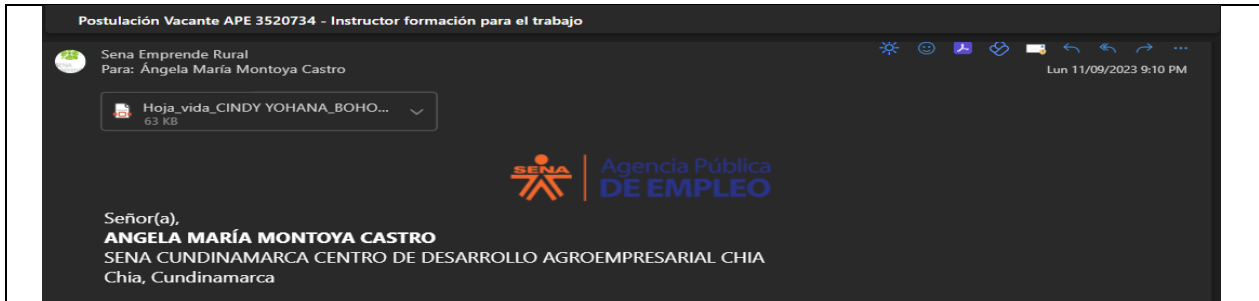 Postulación Vacante APE 3520734 - Instructor formación para el trabajo
Sena Emprende Rural
Para: Ángela María Montoya Castro
Lun 11/09/2023 9:10 PM
Hoja_vida_CINDY YOHANA_BOHO...
63 KB
SENA
Agencia Pública
DE EMPLEO
Señor(a),
ANGELA MARÍA MONTOYA CASTRO
SENA CUNDINAMARCA CENTRO DE DESARROLLO AGROEMPRESARIAL CHIA
Chia, Cundinamarca